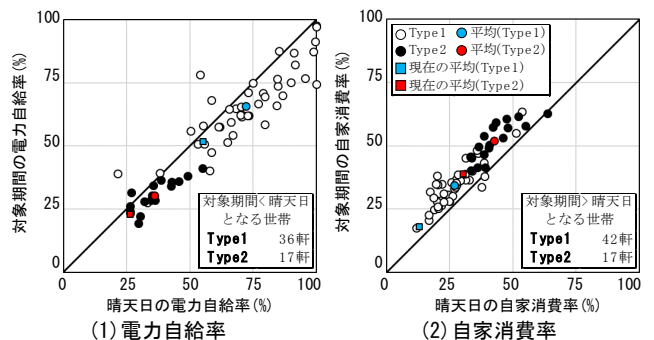 対象期間の電力自給率(%)
100
75
50
25
0
0 25 50 75 100
晴天日の電力自給率(%)
対象期間<晴天日
となる世帯
Type1 36軒
Type2 17軒
(1)電力自給率
対象期間の自家消費率(%)
100
75
50
25
0
0 25 50 75 100
晴天日の自家消費率(%)
Type1 平均(Type1)
Type2 平均(Type2)
現在の平均(Type1)
現在の平均(Type2)
対象期間>晴天日
となる世帯
Type1 42軒
Type2 17軒
(2)自家消費率